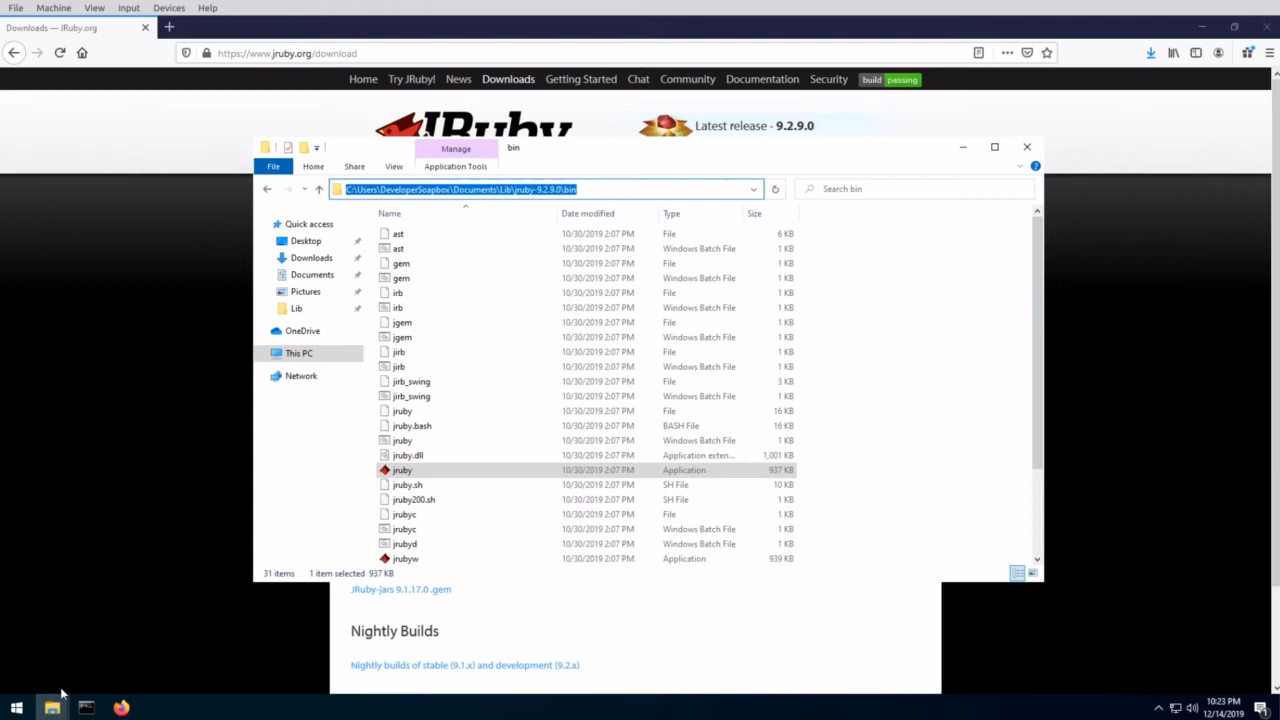 File Machine View Input Devices Help
Downloads — JRuby.org
https://www.jruby.org/download
Home Try JRuby! News Downloads Getting Started Chat Community Documentation Security build passing
JRuby
Latest release - 9.2.9.0
Manage bin
File Home Share View Application Tools
C:\Users\DeveloperSoapbox\Documents\Lib\jruby-9.2.9.0\bin Search bin
Name Date modified Type Size
Quick access
Desktop
Downloads
Documents
Pictures
Lib
OneDrive
This PC
Network
ast 10/30/2019 2:07 PM File 6 KB
ast 10/30/2019 2:07 PM Windows Batch File 1 KB
gem 10/30/2019 2:07 PM File 1 KB
gem 10/30/2019 2:07 PM Windows Batch File 1 KB
irb 10/30/2019 2:07 PM File 1 KB
irb 10/30/2019 2:07 PM Windows Batch File 1 KB
jgem 10/30/2019 2:07 PM File 1 KB
jgem 10/30/2019 2:07 PM Windows Batch File 1 KB
jirb 10/30/2019 2:07 PM File 1 KB
jirb 10/30/2019 2:07 PM Windows Batch File 1 KB
jirb_swing 10/30/2019 2:07 PM File 3 KB
jirb_swing 10/30/2019 2:07 PM Windows Batch File 1 KB
jruby 10/30/2019 2:07 PM File 16 KB
jruby.bash 10/30/2019 2:07 PM BASH File 16 KB
jruby 10/30/2019 2:07 PM Windows Batch File 1 KB
jruby.dll 10/30/2019 2:07 PM Application exten... 1,001 KB
jruby 10/30/2019 2:07 PM Application 937 KB
jruby.sh 10/30/2019 2:07 PM SH File 10 KB
jruby200.sh 10/30/2019 2:07 PM SH File 1 KB
jrubyc 10/30/2019 2:07 PM File 1 KB
jrubyc 10/30/2019 2:07 PM Windows Batch File 1 KB
jrubyd 10/30/2019 2:07 PM Windows Batch File 1 KB
jrubyw 10/30/2019 2:07 PM Application 939 KB
31 items 1 item selected 937 KB
JRuby-jars 9.1.17.0 .gem
Nightly Builds
Nightly builds of stable (9.1.x) and development (9.2.x)
10:23 PM
12/14/2019
1